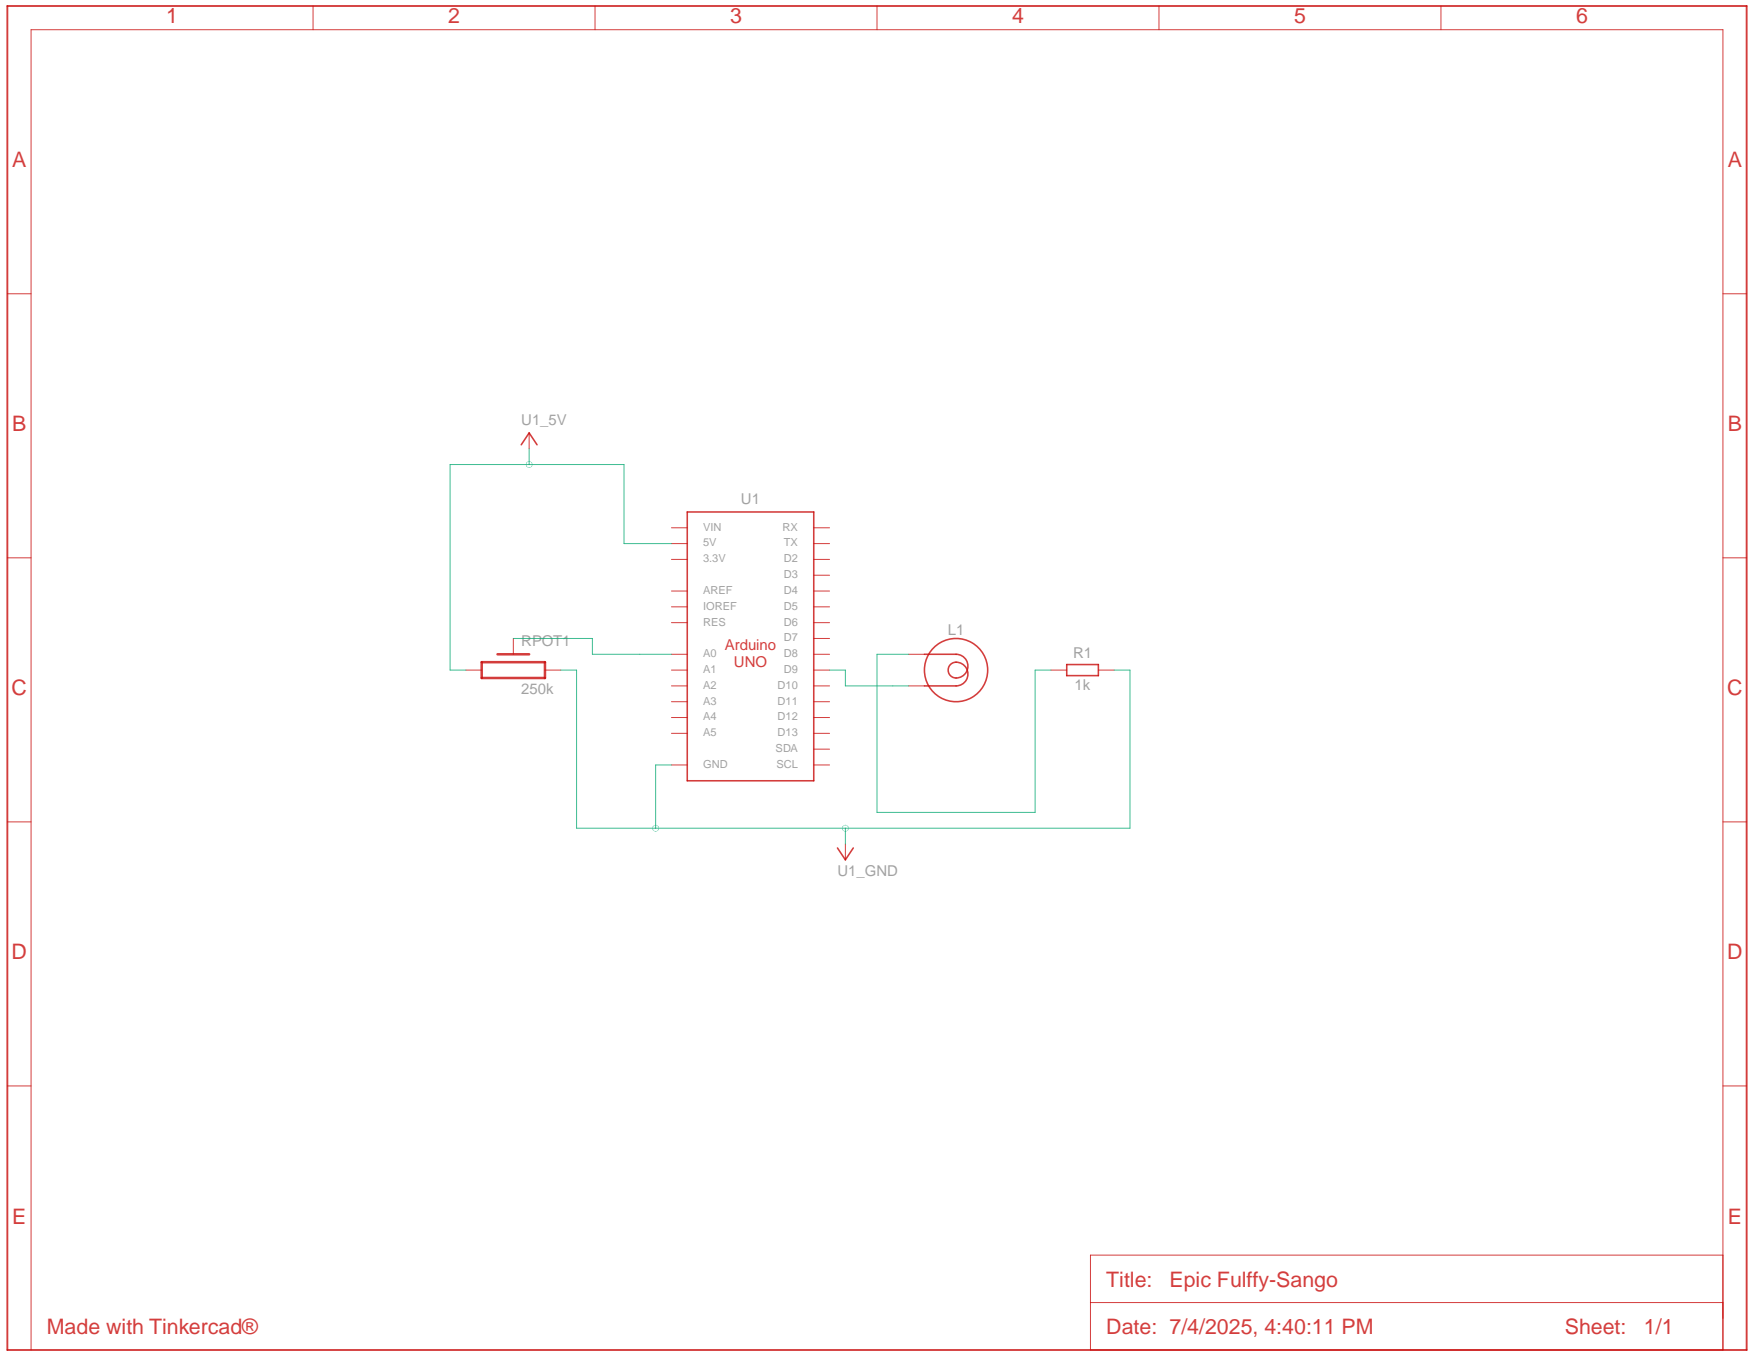 1 2 3 4 5 6
A A
B B
U1_5V
U1
VIN RX
5V TX
3.3V D2
D3
AREF D4
IOREF D5
RES D6
D7
RPOT1
A0 D8
Arduino
UNO
A1 D9
A2 D10
A3 D11
A4 D12
A5 D13
SDA
GND SCL
250k
L1
R1
1k
C C
U1_GND
D D
E E
Title: Epic Fulffy-Sango
Made with Tinkercad®
Date: 7/4/2025, 4:40:11 PM Sheet: 1/1